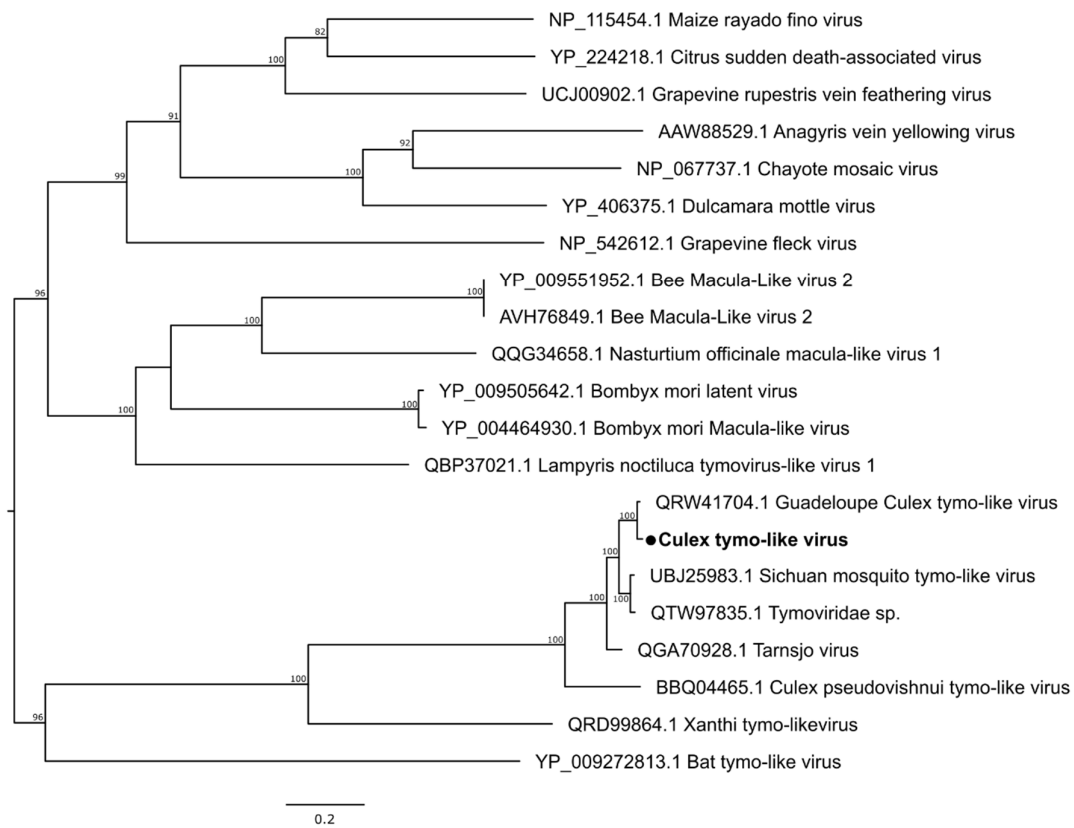 NP_115454.1 Maize rayado fino virus
82
YP_224218.1 Citrus sudden death-associated virus
100
UCJ00902.1 Grapevine rupestris vein feathering virus
91
AAW88529.1 Anagyris vein yellowing virus
92
NP_067737.1 Chayote mosaic virus
99
100
YP_406375.1 Dulcamara mottle virus
NP_542612.1 Grapevine fleck virus
YP_009551952.1 Bee Macula-Like virus 2
96
100
AVH76849.1 Bee Macula-Like virus 2
100
QQG34658.1 Nasturtium officinale macula-like virus 1
YP_009505642.1 Bombyx mori latent virus
100
100
YP_004464930.1 Bombyx mori Macula-like virus
QBP37021.1 Lampyris noctiluca tymovirus-like virus 1
QRW41704.1 Guadeloupe Culex tymo-like virus
100
Culex tymo-like virus
100
UBJ25983.1 Sichuan mosquito tymo-like virus
100
100
QTW97835.1 Tymoviridae sp.
100
QGA70928.1 Tarnsjo virus
100
BBQ04465.1 Culex pseudovishnui tymo-like virus
96
QRD99864.1 Xanthi tymo-likevirus
YP_009272813.1 Bat tymo-like virus
0.2